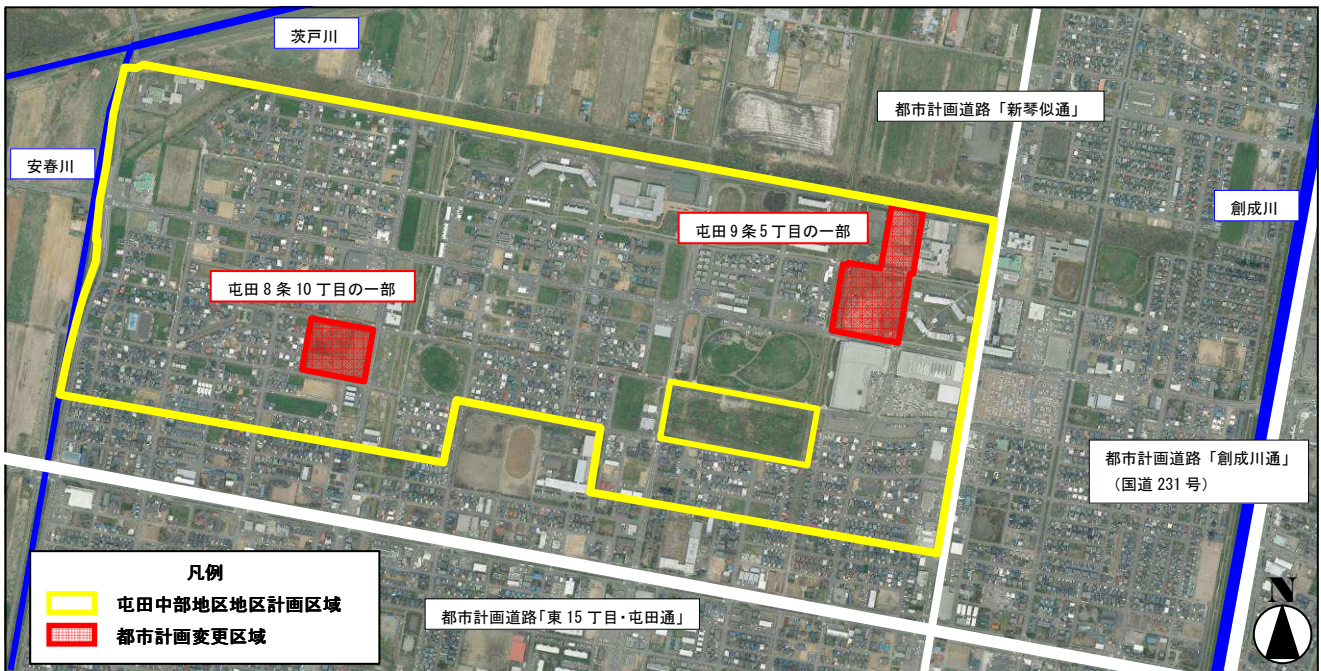 茨戸川
都市計画道路「新琴似通」
安春川
創成川
屯田9条5丁目の一部
屯田8条10丁目の一部
都市計画道路「創成川通」
（国道231号）
凡例
屯田中部地区地区計画区域
都市計画変更区域
都市計画道路「東15丁目・屯田通」
N